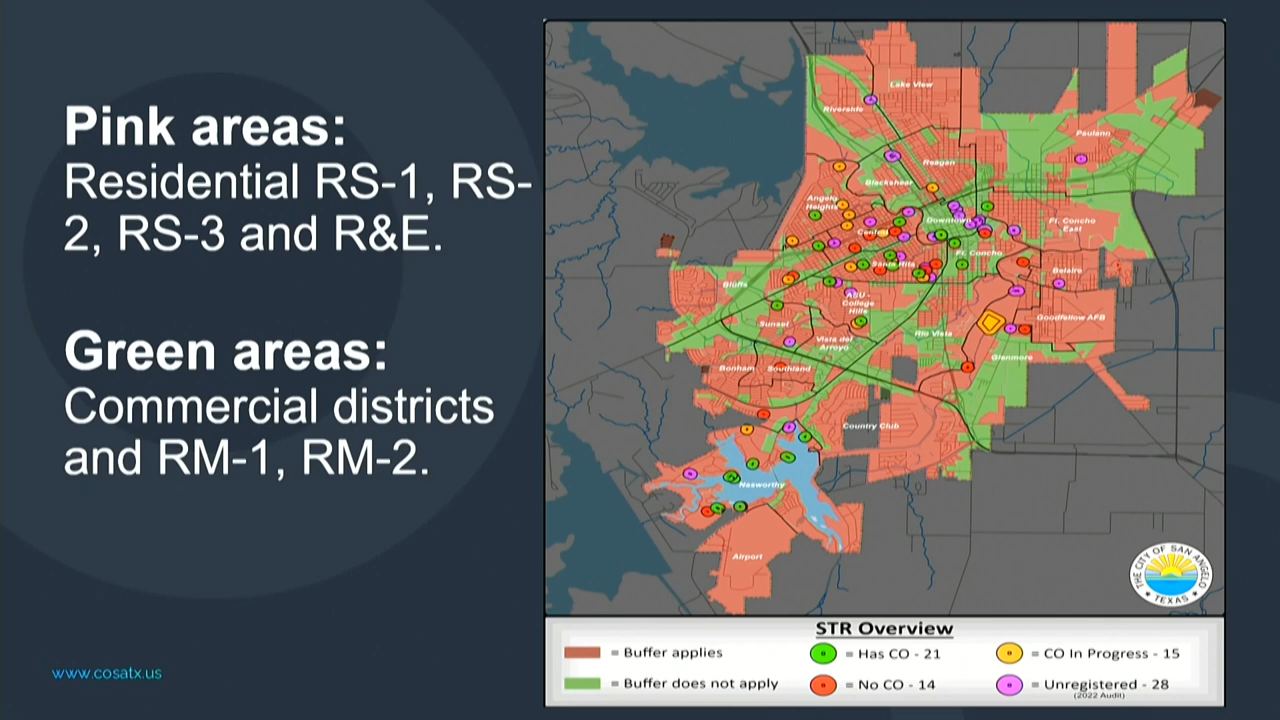 Pink areas:
Residential RS-1, RS-
2, RS-3 and R&E.
Green areas:
Commercial districts
and RM-1, RM-2.
www.cosatx.us
Lake View
Riverside
Paulann
Reagan
Blackshear
Angelo
Heights
Downtown
Ft. Concho
East
Central
Santa Rita
Ft. Concho
Belaire
Bluffs
ASU -
College
Hills
Sunset
Vista del
Arroyo
Rio Vista
Goodfellow AFB
Glenmore
Bonham
Southland
Country Club
Nasworthy
Airport
THE CITY OF SAN ANGELO
TEXAS
STR Overview
= Buffer applies
= Has CO - 21
= CO In Progress - 15
= Buffer does not apply
= No CO - 14
= Unregistered - 28
(2022 Audit)